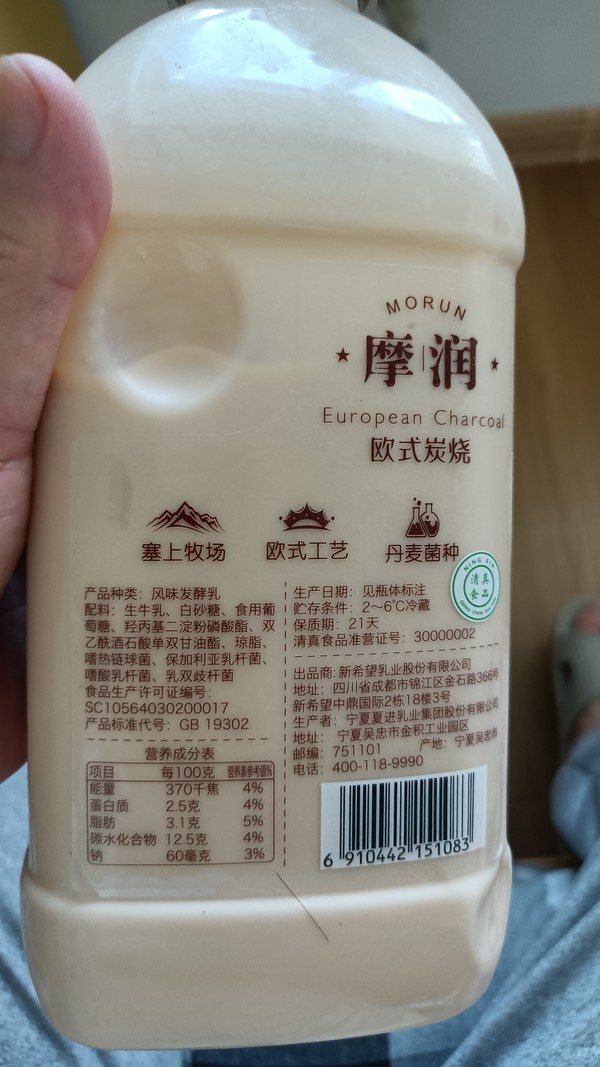 MORUN
摩润
European Charcoal
欧式炭烧
塞上牧场 欧式工艺 丹麦菌种
NING XIA
清真
食品
产品种类：风味发酵乳
配料：生牛乳、白砂糖、食用葡
萄糖、羟丙基二淀粉磷酸酯、双
乙酰酒石酸单双甘油酯、琼脂、
嗜热链球菌、保加利亚乳杆菌、
嗜酸乳杆菌、乳双歧杆菌
食品生产许可证编号：
SC10564030200017
产品标准代号：GB 19302
营养成分表
项目 每100克 营养素参考值%
能量 370千焦 4%
蛋白质 2.5克 4%
脂肪 3.1克 5%
碳水化合物 12.5克 4%
钠 60毫克 3%
生产日期：见瓶体标注
贮存条件：2～6℃冷藏
保质期：21天
清真食品准营证号：30000002
出品商：新希望乳业股份有限公司
地址：四川省成都市锦江区金石路366号
新希望中鼎国际2栋18楼3号
生产者：宁夏夏进乳业集团股份有限公司
地址：宁夏吴忠市金积工业园区
邮编：751101 产地：宁夏吴忠市
电话：400-118-9990
6 910442 151083